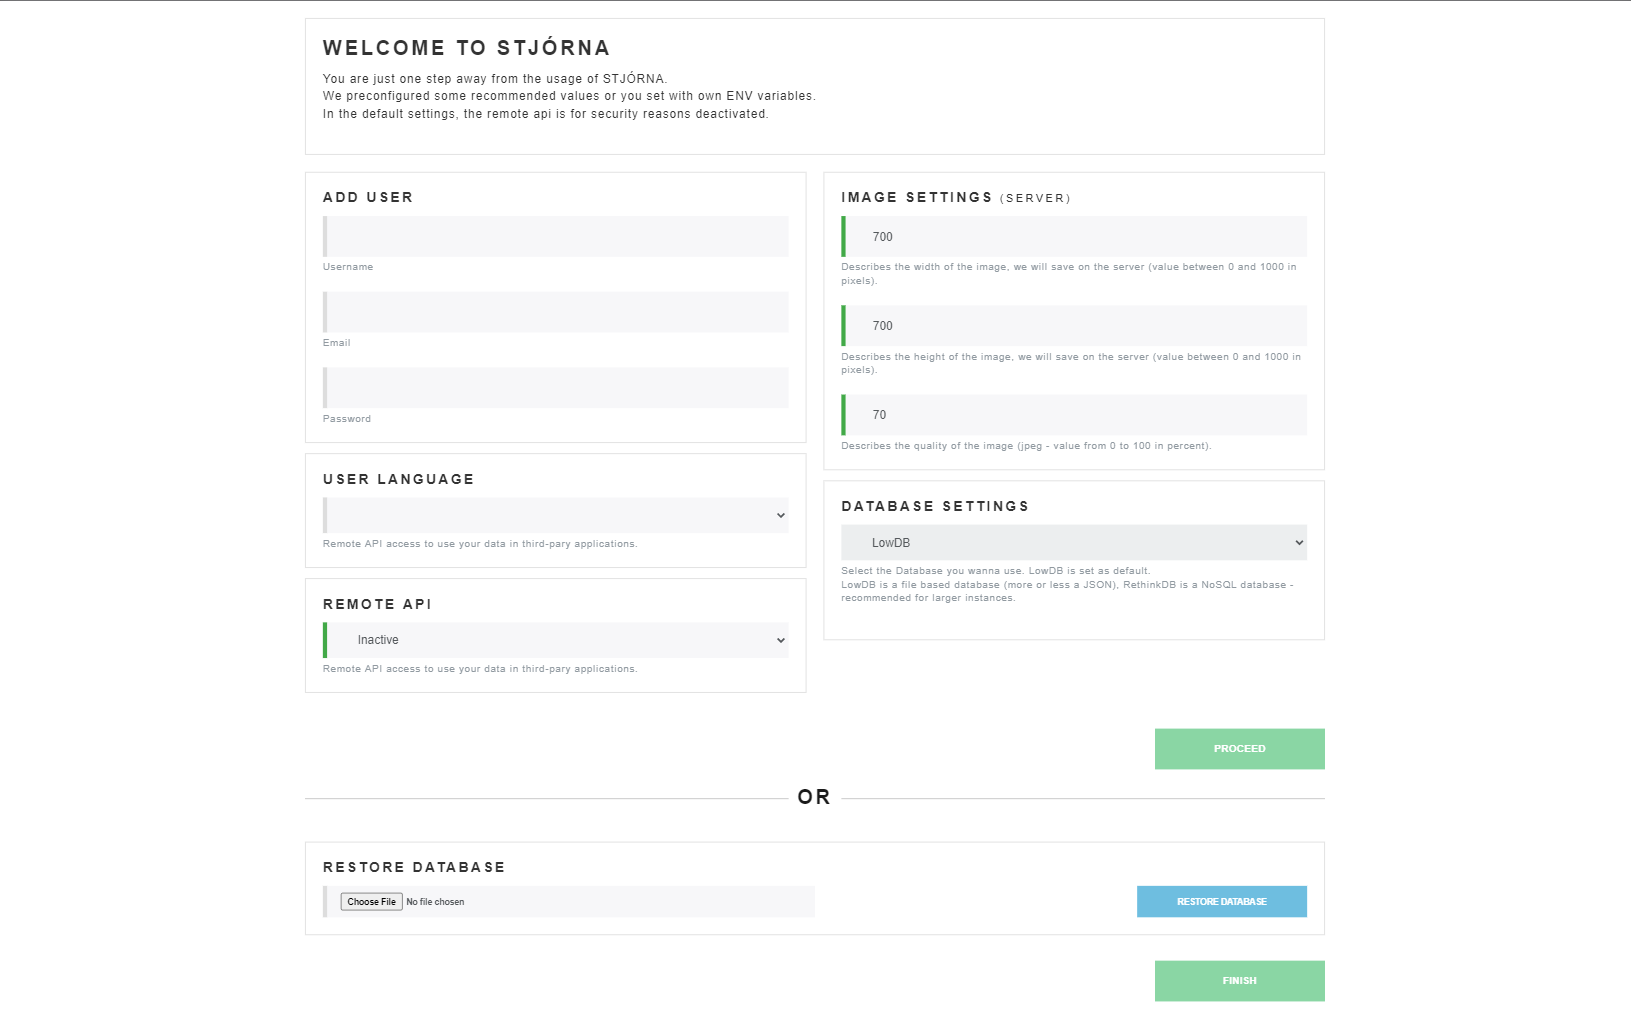 WELCOME TO STJÓRNA
You are just one step away from the usage of STJÓRNA.
We preconfigured some recommended values or you set with own ENV variables.
In the default settings, the remote api is for security reasons deactivated.
ADD USER
Username
Email
Password
USER LANGUAGE
Remote API access to use your data in third-pary applications.
REMOTE API
Inactive
Remote API access to use your data in third-pary applications.
IMAGE SETTINGS (SERVER)
700
Describes the width of the image, we will save on the server (value between 0 and 1000 in
pixels).
700
Describes the height of the image, we will save on the server (value between 0 and 1000 in
pixels).
70
Describes the quality of the image (jpeg - value from 0 to 100 in percent).
DATABASE SETTINGS
LowDB
Select the Database you wanna use. LowDB is set as default.
LowDB is a file based database (more or less a JSON), RethinkDB is a NoSQL database -
recommended for larger instances.
PROCEED
OR
RESTORE DATABASE
Choose File No file chosen
RESTORE DATABASE
FINISH